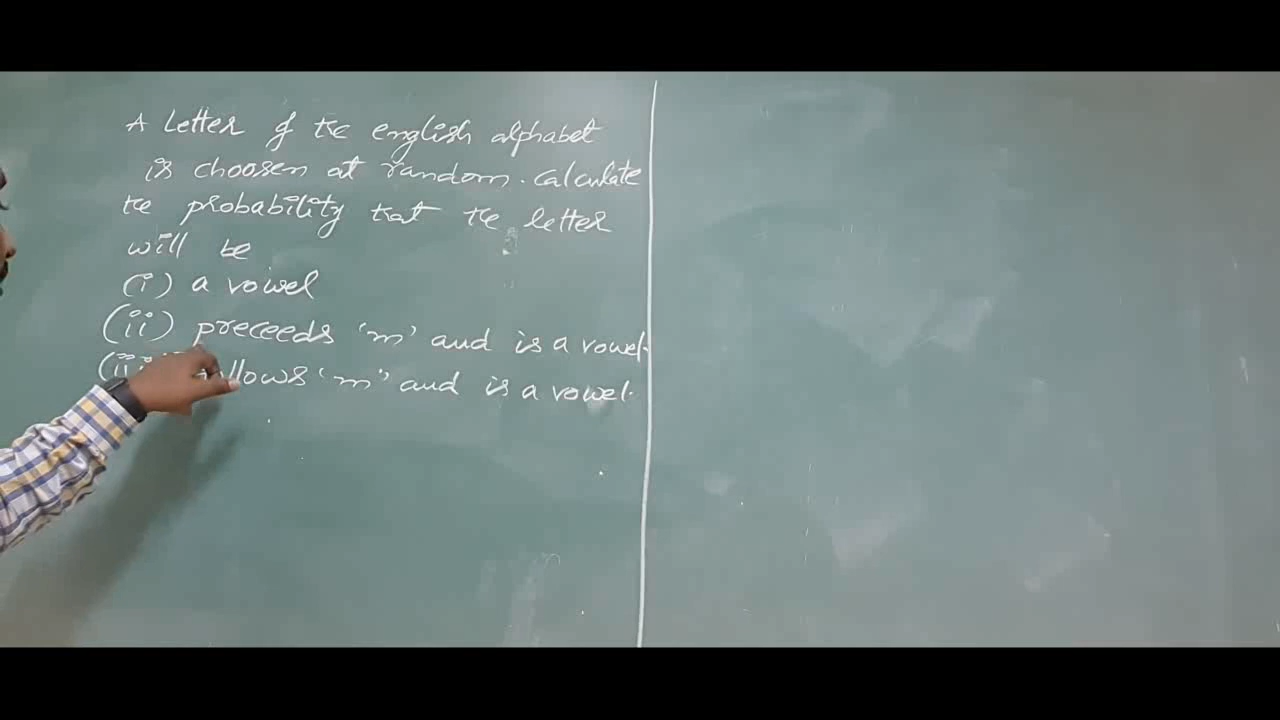 A letter of the english alphabet
is choosen at random. calculate
the probability that the letter
will be
(i) a vowel
(ii) preceeds 'm' and is a vowel.
'm' and is a vowel.